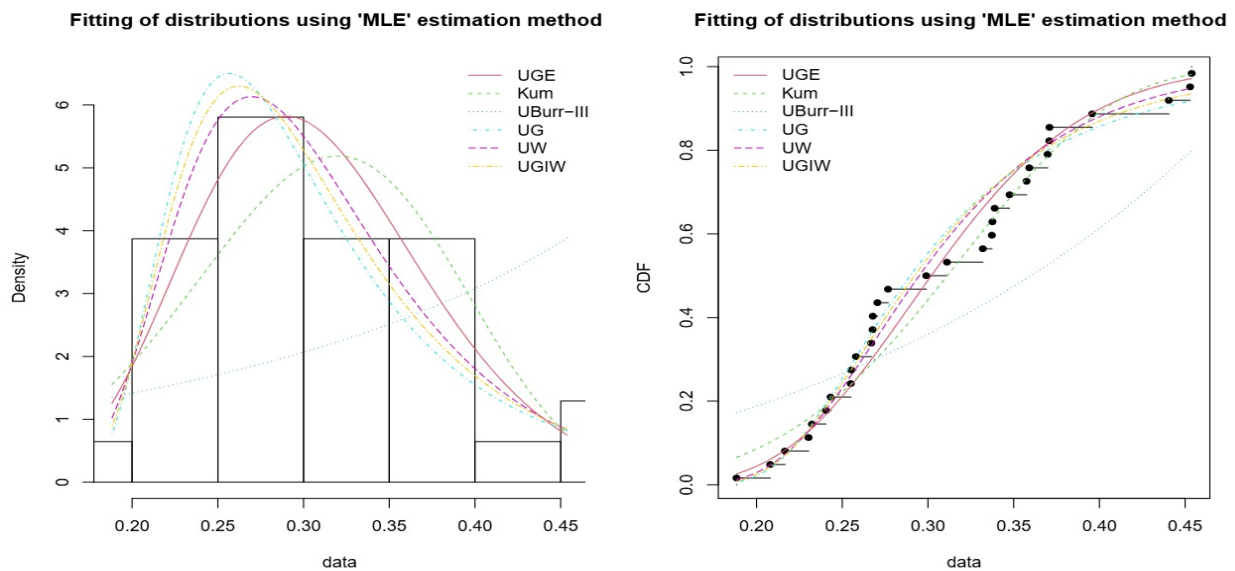 Fitting of distributions using 'MLE' estimation method
UGE
Kum
UBurr-III
UG
UW
UGIW
Density
0
1
2
3
4
5
6
0.20
0.25
0.30
0.35
0.40
0.45
data
Fitting of distributions using 'MLE' estimation method
UGE
Kum
UBurr-III
UG
UW
UGIW
CDF
0.0
0.2
0.4
0.6
0.8
1.0
0.20
0.25
0.30
0.35
0.40
0.45
data